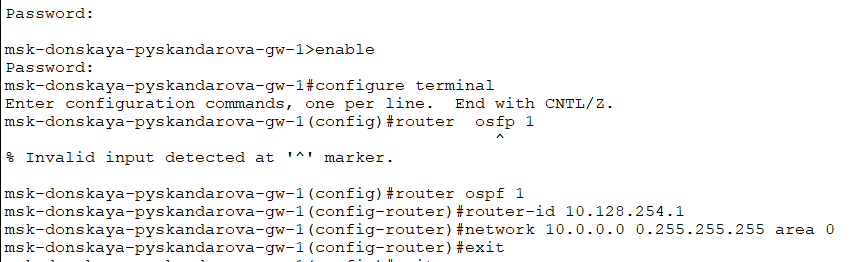 Password:
msk-donskaya-pyskandarova-gw-1>enable
Password:
msk-donskaya-pyskandarova-gw-1#configure terminal
Enter configuration commands, one per line.  End with CNTL/Z.
msk-donskaya-pyskandarova-gw-1(config)#router  osfp 1
^
% Invalid input detected at '^' marker.
msk-donskaya-pyskandarova-gw-1(config)#router ospf 1
msk-donskaya-pyskandarova-gw-1(config-router)#router-id 10.128.254.1
msk-donskaya-pyskandarova-gw-1(config-router)#network 10.0.0.0 0.255.255.255 area 0
msk-donskaya-pyskandarova-gw-1(config-router)#exit